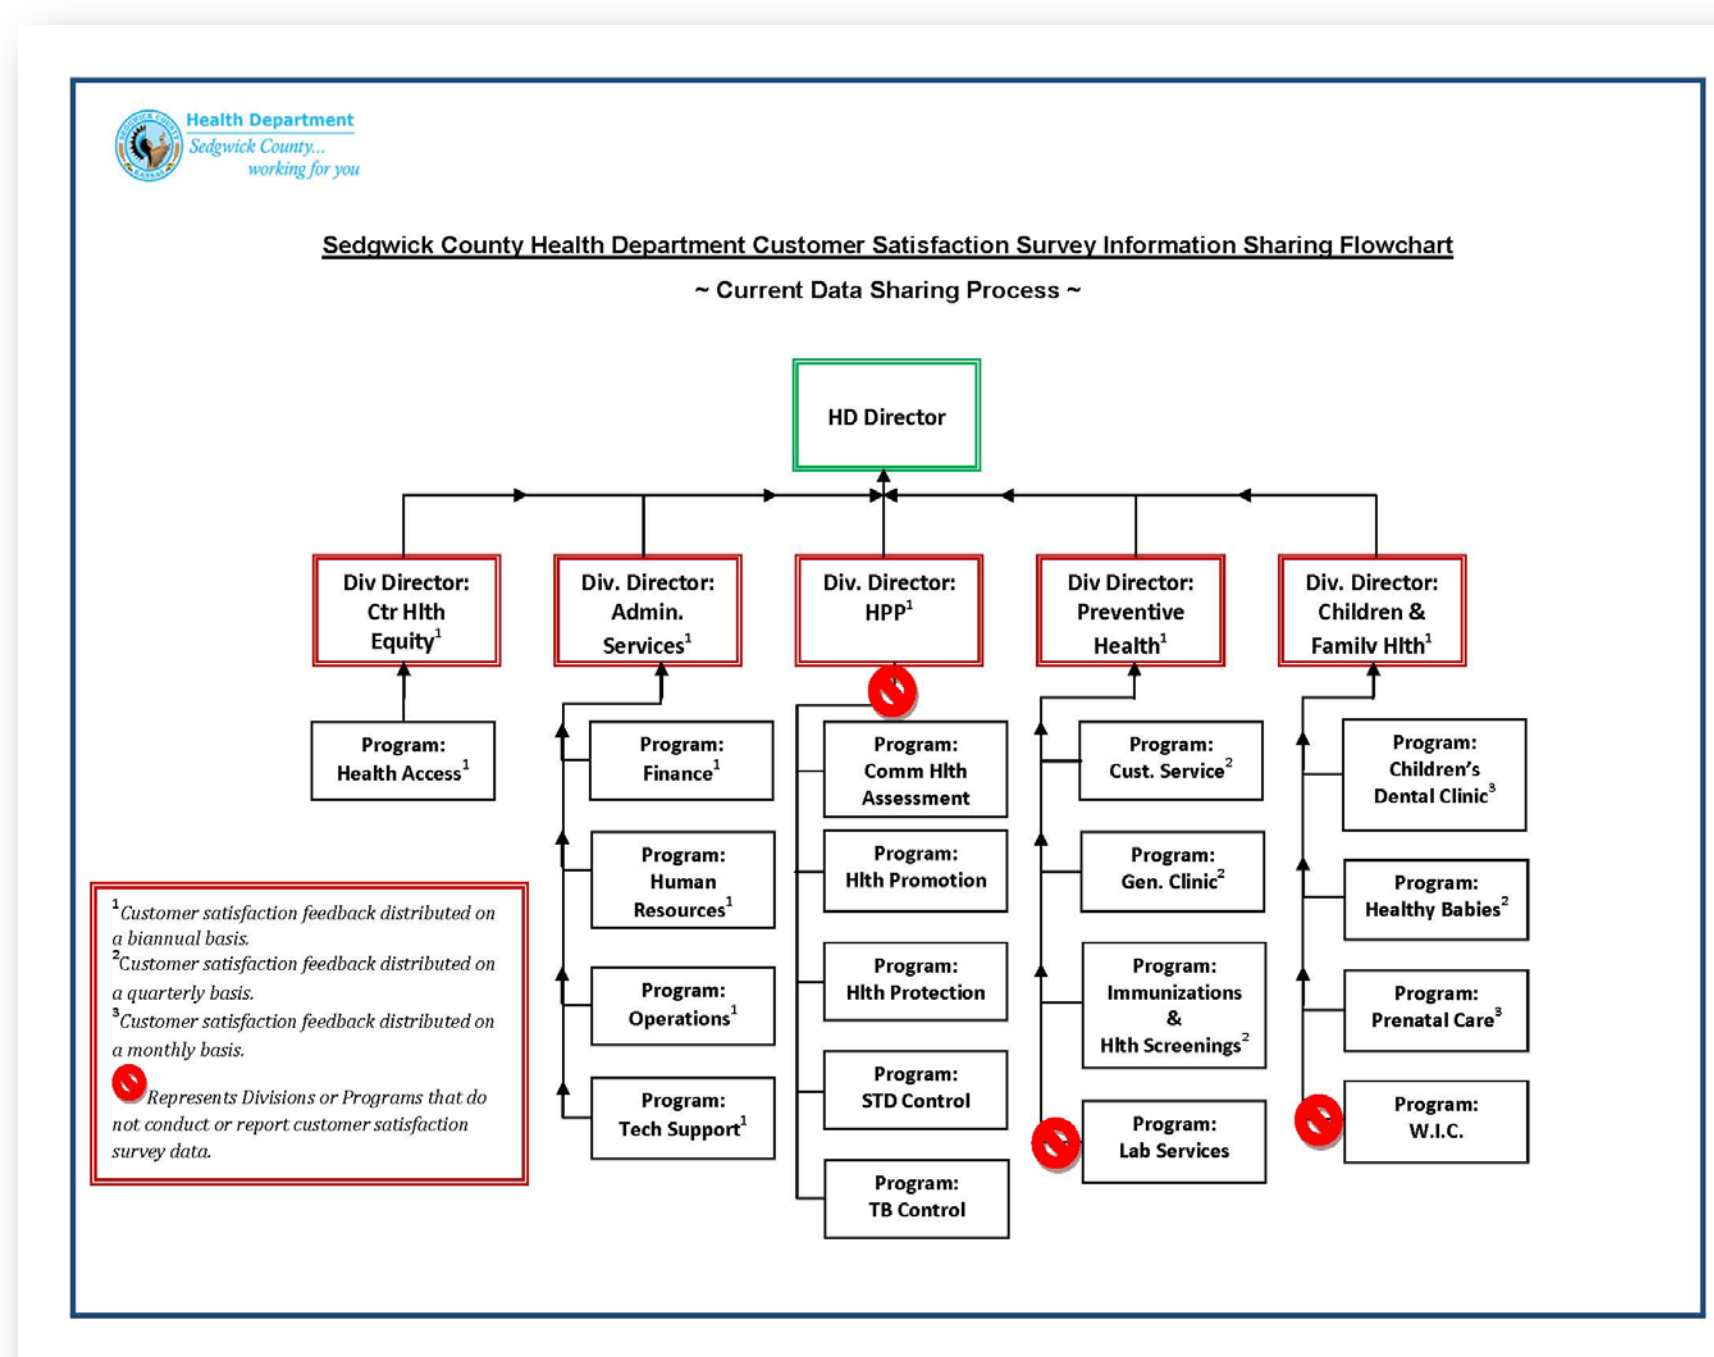 Health Department
Sedgwick County...
working for you
Sedgwick County Health Department Customer Satisfaction Survey Information Sharing Flowchart
~ Current Data Sharing Process ~
HD Director
Div Director:
Ctr Hlth
Equity¹
Div. Director:
Admin.
Services¹
Div. Director:
HPP¹
Div Director:
Preventive
Health¹
Div. Director:
Children &
Family Hlth¹
Program:
Health Access¹
Program:
Finance¹
Program:
Human
Resources¹
Program:
Operations¹
Program:
Tech Support¹
Program:
Comm Hlth
Assessment
Program:
Hlth Promotion
Program:
Hlth Protection
Program:
STD Control
Program:
TB Control
Program:
Cust. Service²
Program:
Gen. Clinic²
Program:
Immunizations
&
Hlth Screenings²
Program:
Lab Services
Program:
Children's
Dental Clinic³
Program:
Healthy Babies²
Program:
Prenatal Care³
Program:
W.I.C.
¹Customer satisfaction feedback distributed on
a biannual basis.
²Customer satisfaction feedback distributed on
a quarterly basis.
³Customer satisfaction feedback distributed on
a monthly basis.
Represents Divisions or Programs that do
not conduct or report customer satisfaction
survey data.